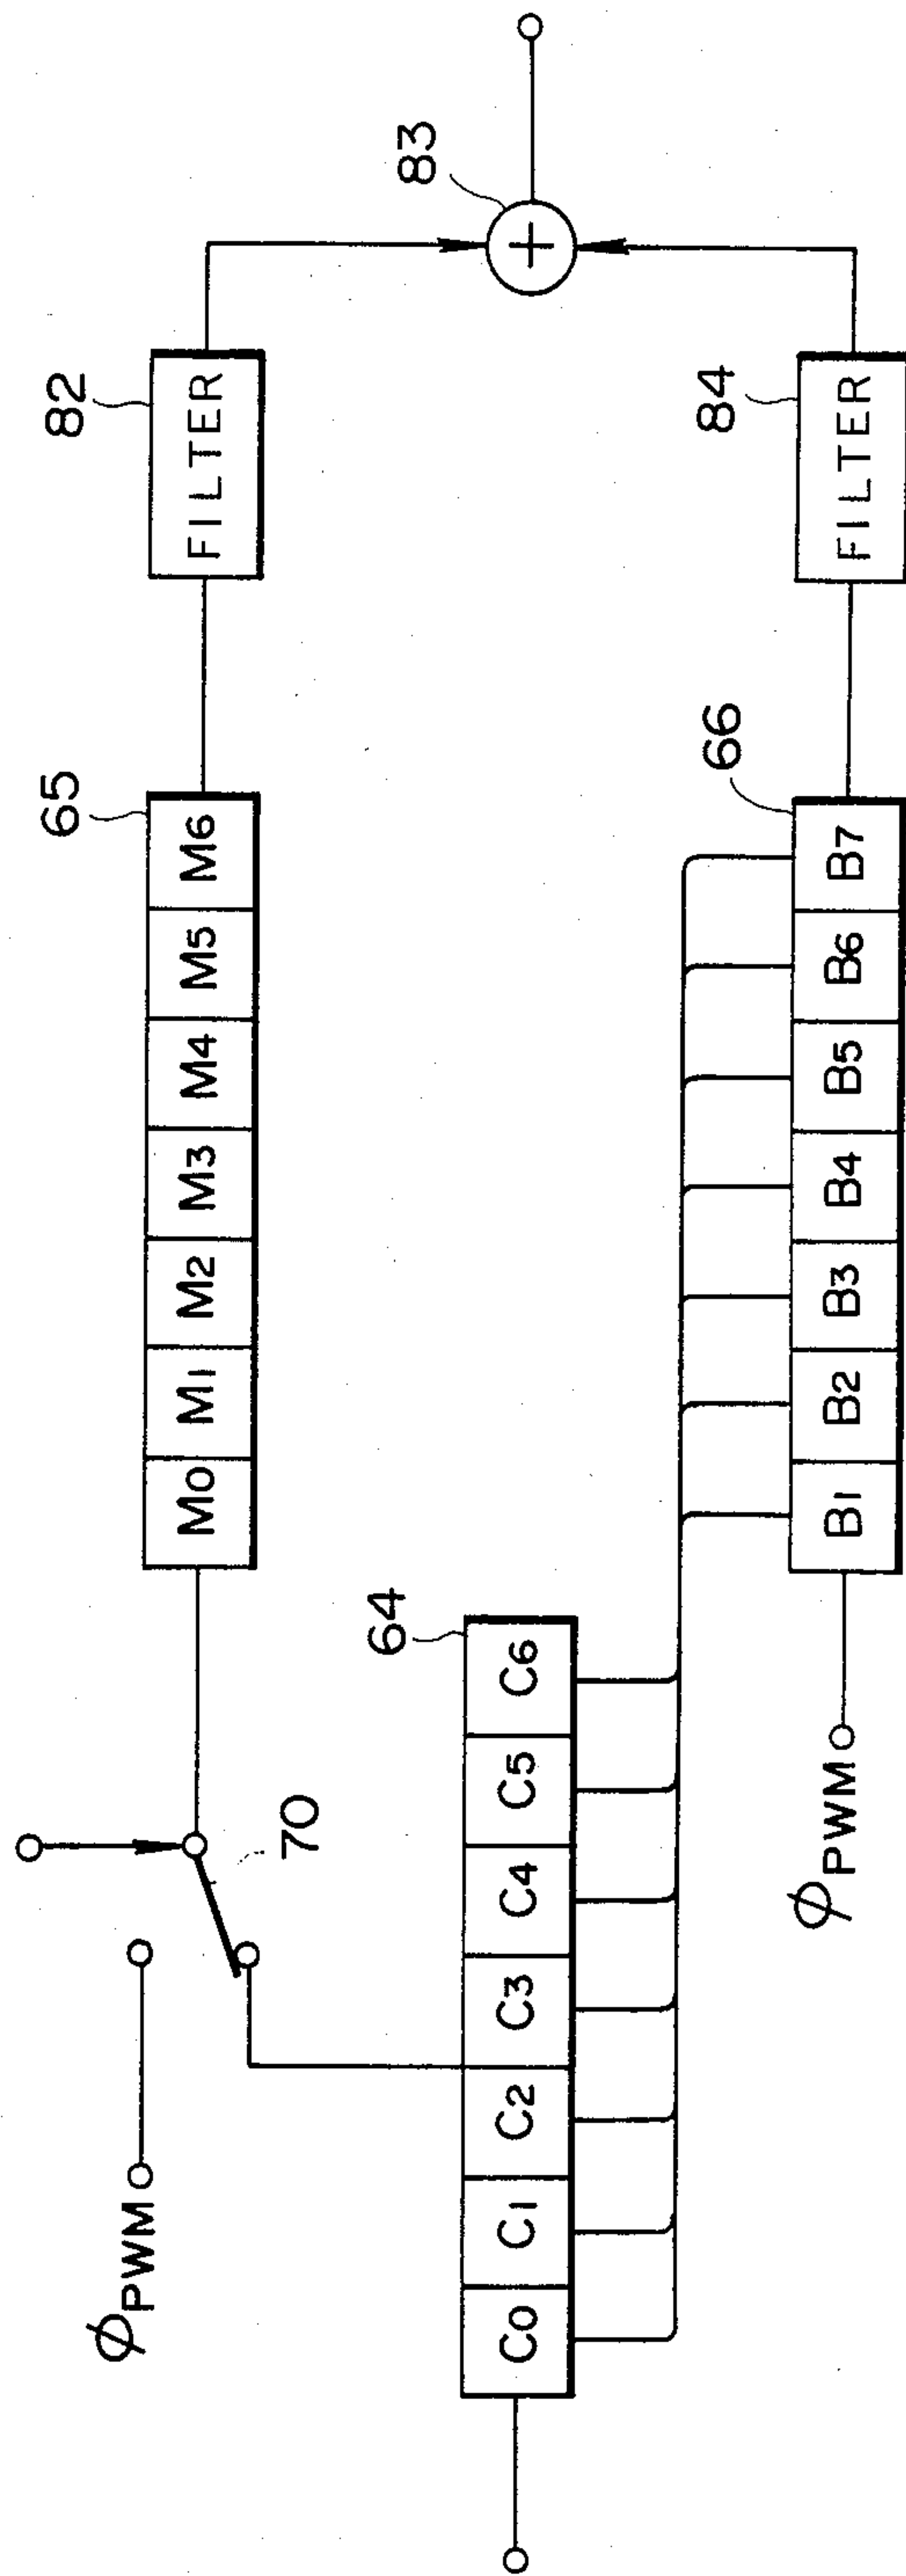 ϕPWM
70
65
M0 M1 M2 M3 M4 M5 M6
82
FILTER
83
+
64
C0 C1 C2 C3 C4 C5 C6
ϕPWM
66
B1 B2 B3 B4 B5 B6 B7
84
FILTER